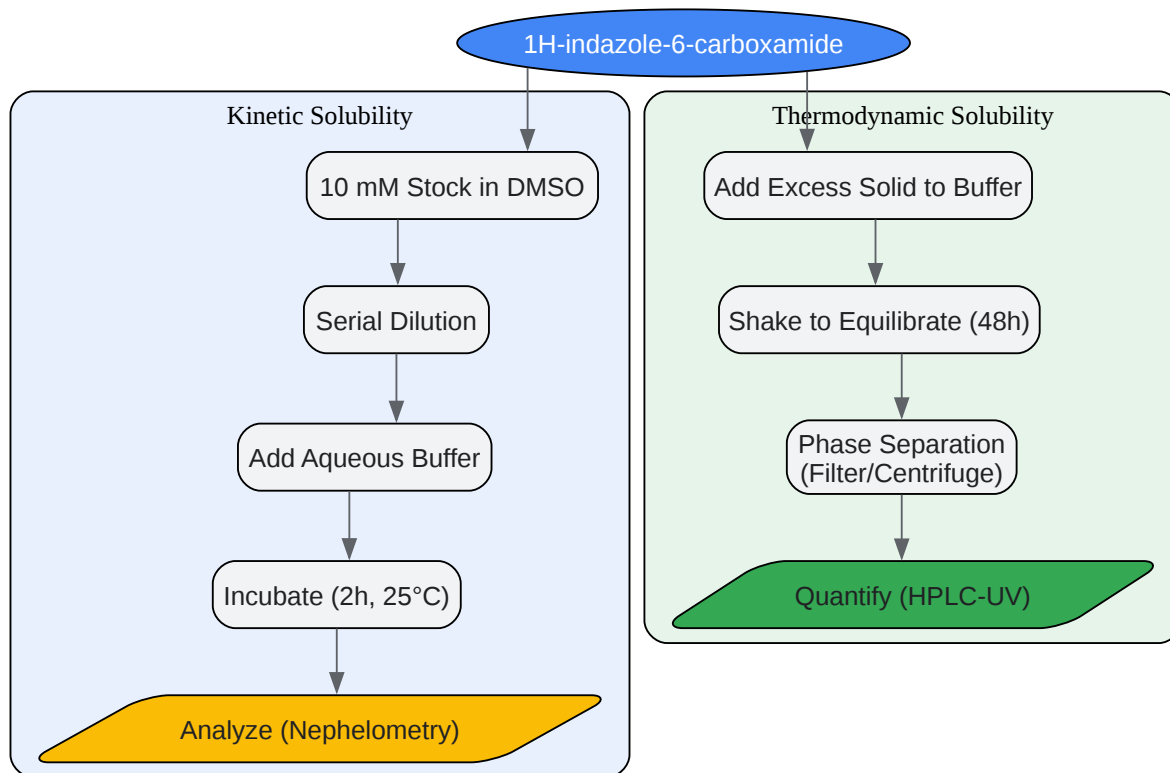 1H-indazole-6-carboxamide
Kinetic Solubility
10 mM Stock in DMSO
Serial Dilution
Add Aqueous Buffer
Incubate (2h, 25°C)
Analyze (Nephelometry)
Thermodynamic Solubility
Add Excess Solid to Buffer
Shake to Equilibrate (48h)
Phase Separation
(Filter/Centrifuge)
Quantify (HPLC-UV)